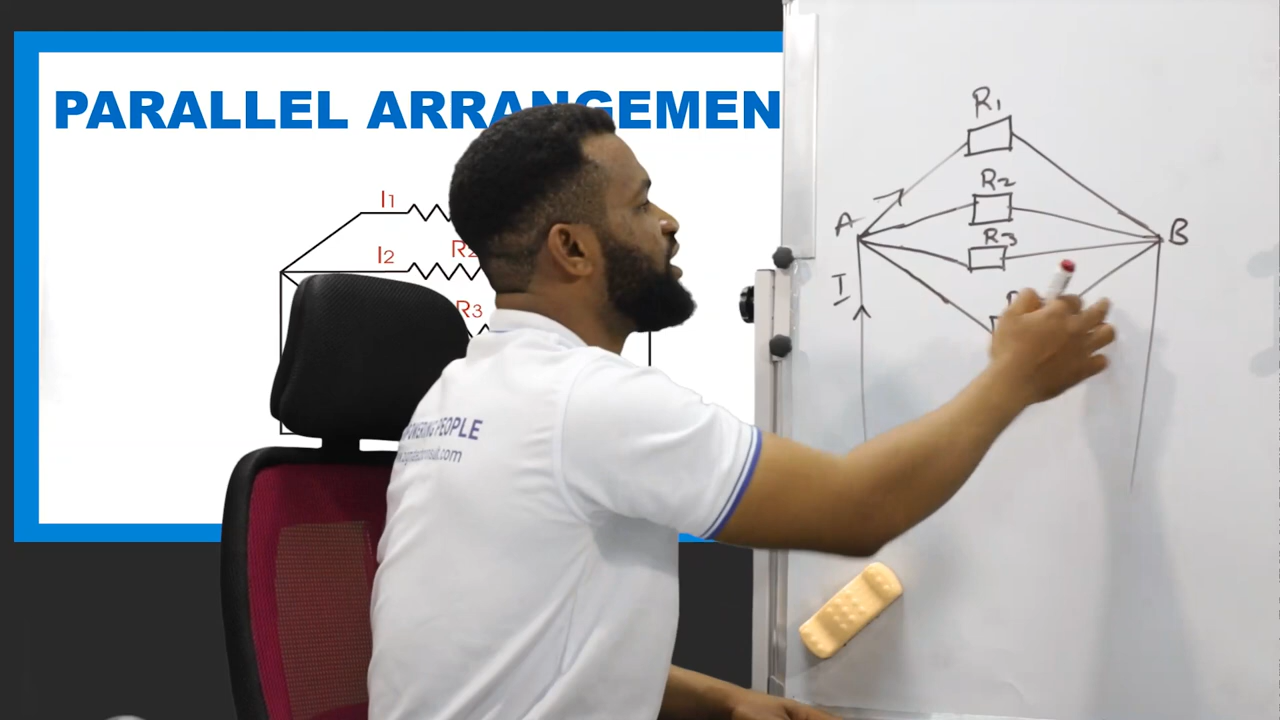 PARALLEL ARRANGEMEN
I1
I2
R2
R3
PEOPLE
R1
R2
R3
A
B
I